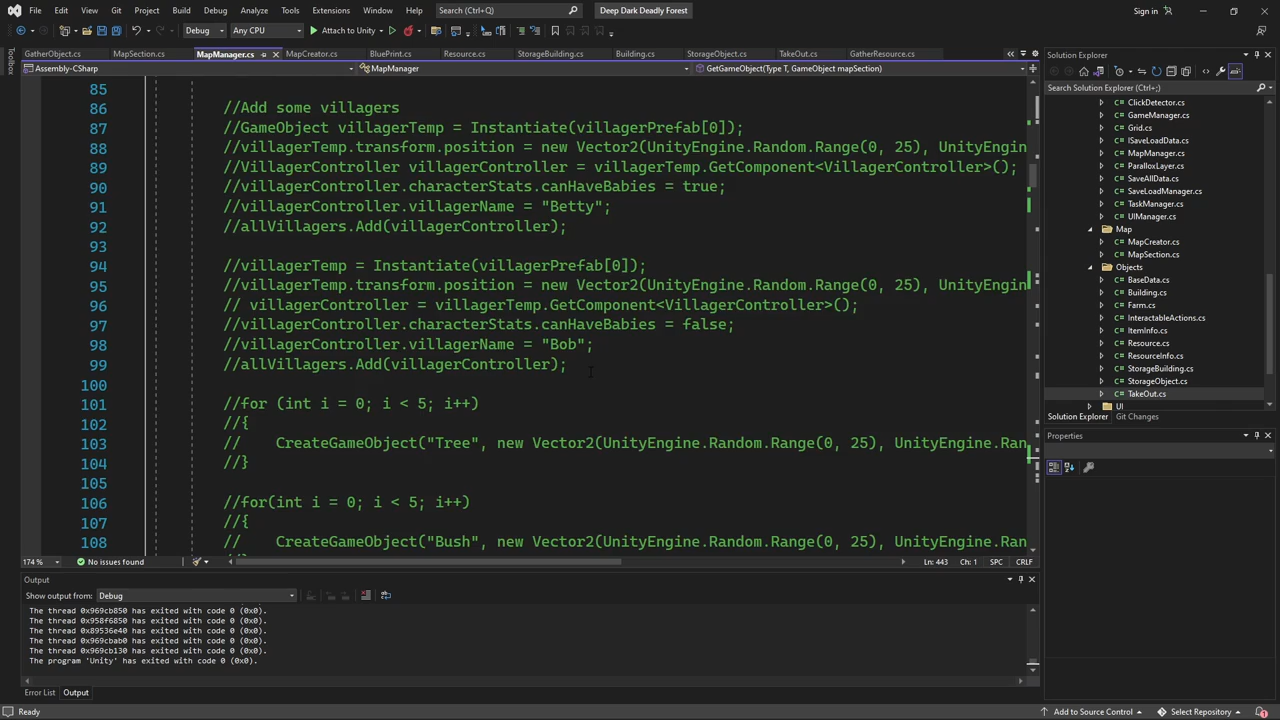 File Edit View Git Project Build Debug Analyze Tools Extensions Window Help Search (Ctrl+Q) Deep Dark Deadly Forest Sign in
Debug Any CPU Attach to Unity
GatherObject.cs MapSection.cs MapManager.cs MapCreator.cs BluePrint.cs Resource.cs StorageBuilding.cs Building.cs StorageObject.cs TakeOut.cs GatherResource.cs
Toolbox
Assembly-CSharp MapManager GetGameObject(Type T, GameObject mapSection)
85
86 //Add some villagers
87 //GameObject villagerTemp = Instantiate(villagerPrefab[0]);
88 //villagerTemp.transform.position = new Vector2(UnityEngine.Random.Range(0, 25), UnityEngin
89 //VillagerController villagerController = villagerTemp.GetComponent<VillagerController>();
90 //villagerController.characterStats.canHaveBabies = true;
91 //villagerController.villagerName = "Betty";
92 //allVillagers.Add(villagerController);
93
94 //villagerTemp = Instantiate(villagerPrefab[0]);
95 //villagerTemp.transform.position = new Vector2(UnityEngine.Random.Range(0, 25), UnityEngin
96 // villagerController = villagerTemp.GetComponent<VillagerController>();
97 //villagerController.characterStats.canHaveBabies = false;
98 //villagerController.villagerName = "Bob";
99 //allVillagers.Add(villagerController);
100
101 //for (int i = 0; i < 5; i++)
102 //{
103 //    CreateGameObject("Tree", new Vector2(UnityEngine.Random.Range(0, 25), UnityEngine.Ran
104 //}
105
106 //for(int i = 0; i < 5; i++)
107 //{
108 //    CreateGameObject("Bush", new Vector2(UnityEngine.Random.Range(0, 25), UnityEngine.Ran
174 % No issues found Ln: 443 Ch: 1 SPC CRLF
Output
Show output from: Debug
The thread 0x969cb850 has exited with code 0 (0x0).
The thread 0x958f6850 has exited with code 0 (0x0).
The thread 0x89536e40 has exited with code 0 (0x0).
The thread 0x969cbab0 has exited with code 0 (0x0).
The thread 0x969cb130 has exited with code 0 (0x0).
The program 'Unity' has exited with code 0 (0x0).
Error List Output
Solution Explorer
Search Solution Explorer (Ctrl+;)
C# ClickDetector.cs
C# GameManager.cs
C# Grid.cs
C# ISaveLoadData.cs
C# MapManager.cs
C# ParallaxLayer.cs
C# SaveAllData.cs
C# SaveLoadManager.cs
C# TaskManager.cs
C# UIManager.cs
Map
C# MapCreator.cs
C# MapSection.cs
Objects
C# BaseData.cs
C# Building.cs
C# Farm.cs
C# InteractableActions.cs
C# ItemInfo.cs
C# Resource.cs
C# ResourceInfo.cs
C# StorageBuilding.cs
C# StorageObject.cs
C# TakeOut.cs
UI
Solution Explorer Git Changes
Properties
Ready Add to Source Control Select Repository 1